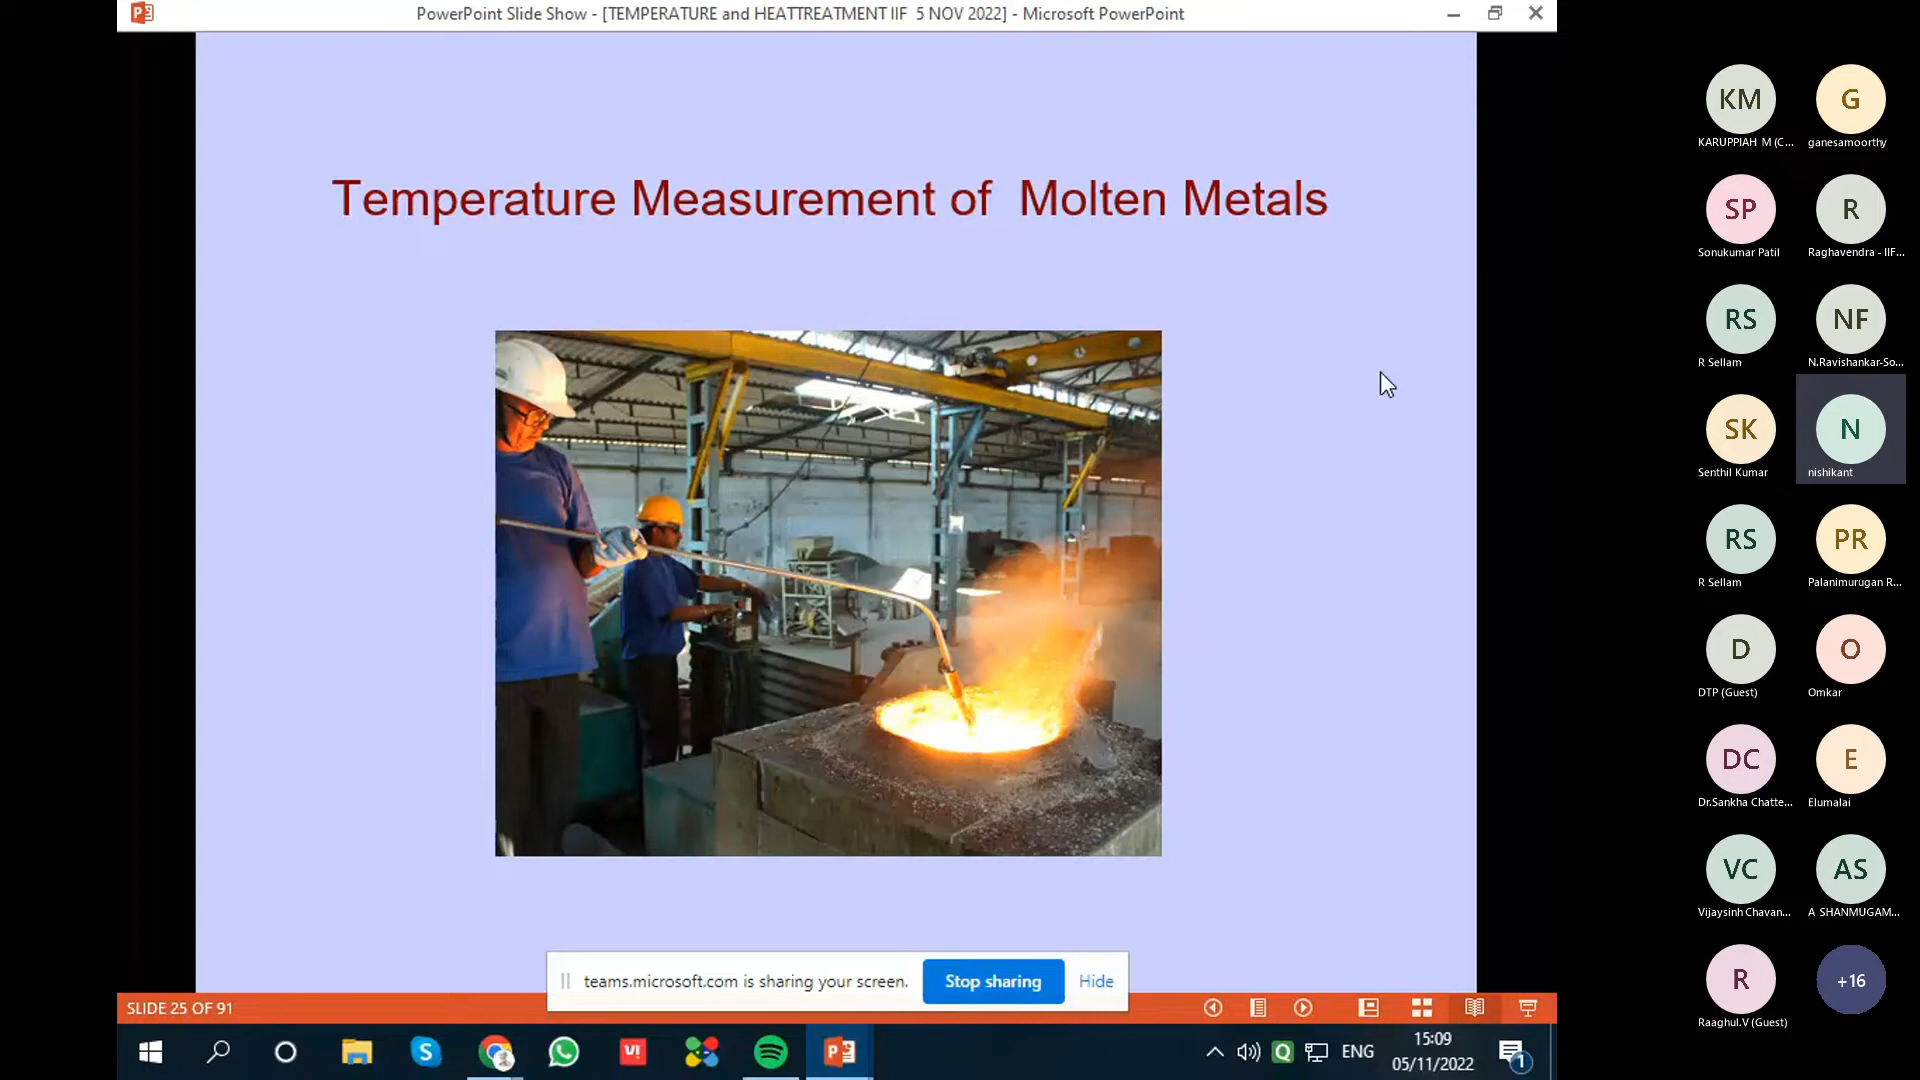 PowerPoint Slide Show - [TEMPERATURE and HEATTREATMENT IIF 5 NOV 2022] - Microsoft PowerPoint
Temperature Measurement of Molten Metals
teams.microsoft.com is sharing your screen.
Stop sharing
Hide
SLIDE 25 OF 91
V!
Q
ENG
15:09
05/11/2022
1
KM
KARUPPIAH M (C...
G
ganesamoorthy
SP
Sonukumar Patil
R
Raghavendra - IIF...
RS
R Sellam
NF
N.Ravishankar-So...
SK
Senthil Kumar
N
nishikant
RS
R Sellam
PR
Palanimurugan R...
D
DTP (Guest)
O
Omkar
DC
Dr.Sankha Chatte...
E
Elumalai
VC
Vijaysinh Chavan...
AS
A SHANMUGAM...
R
Raaghul.V (Guest)
+16